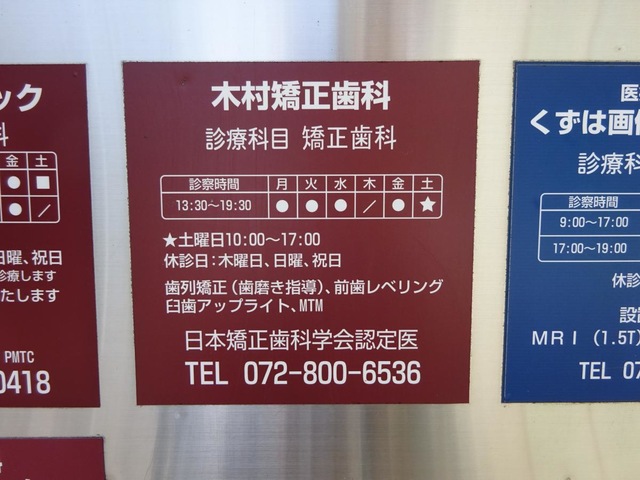 ック
科
金 土
● ■
● ／
日曜、祝日
診療します
たします
PMTC
0418
木村矯正歯科
診療科目 矯正歯科
診察時間 月 火 水 木 金 土
13:30～19:30 ● ● ● ／ ● ★
★土曜日10:00～17:00
休診日：木曜日、日曜、祝日
歯列矯正（歯磨き指導）、前歯レベリング
臼歯アップライト、MTM
日本矯正歯科学会認定医
TEL 072-800-6536
医
くずは画
診療科
診察時間
9:00～17:00
17:00～19:00
休診
設
MRI（1.5T）
TEL 07